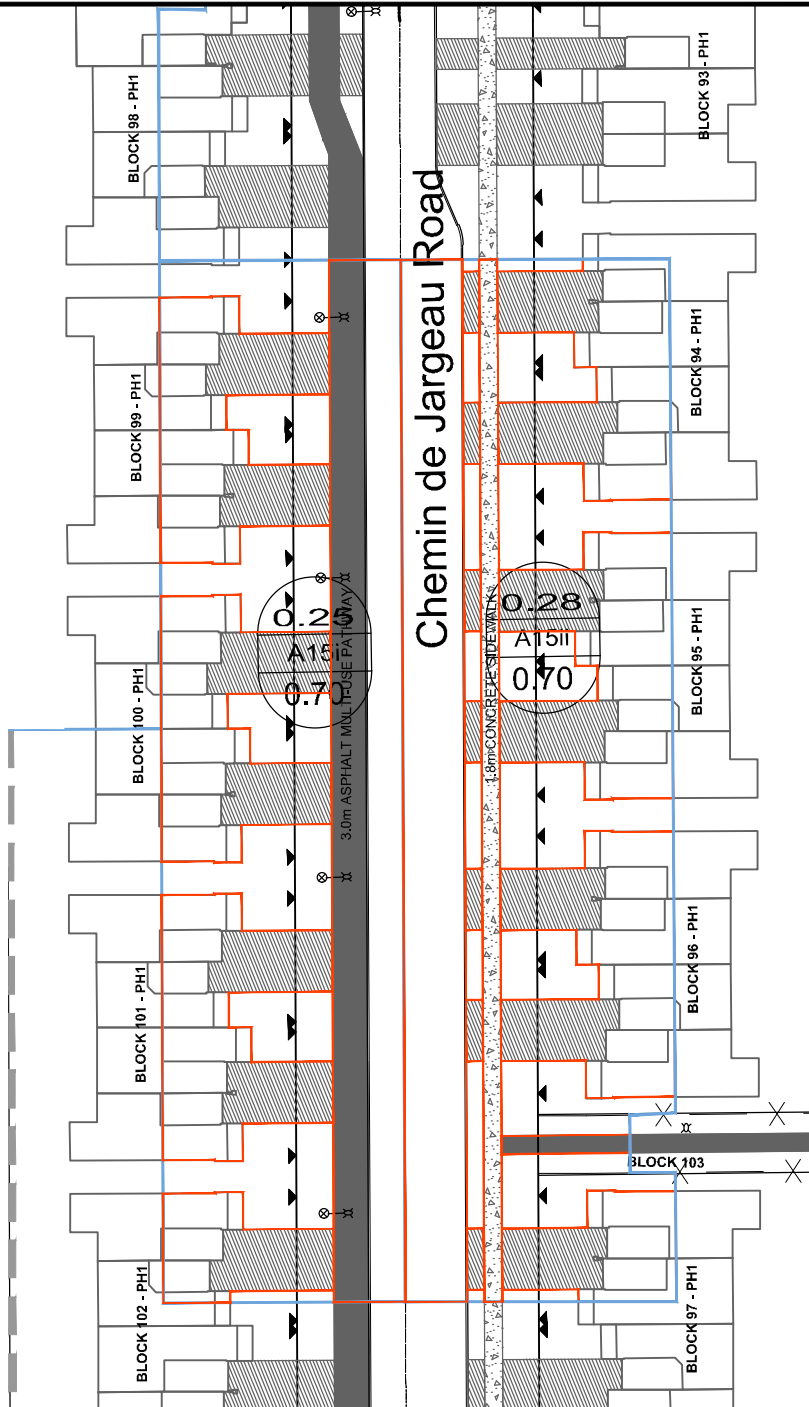 BLOCK 98 - PH1
BLOCK 93 - PH1
Chemin de Jargeau Road
BLOCK 99 - PH1
BLOCK 94 - PH1
0.25
A15i
0.70
3.0m ASPHALT MULTI-USE PATHWAY
0.28
A15ii
0.70
1.8m CONCRETE SIDEWALK
BLOCK 100 - PH1
BLOCK 95 - PH1
BLOCK 101 - PH1
BLOCK 96 - PH1
BLOCK 103
BLOCK 102 - PH1
BLOCK 97 - PH1